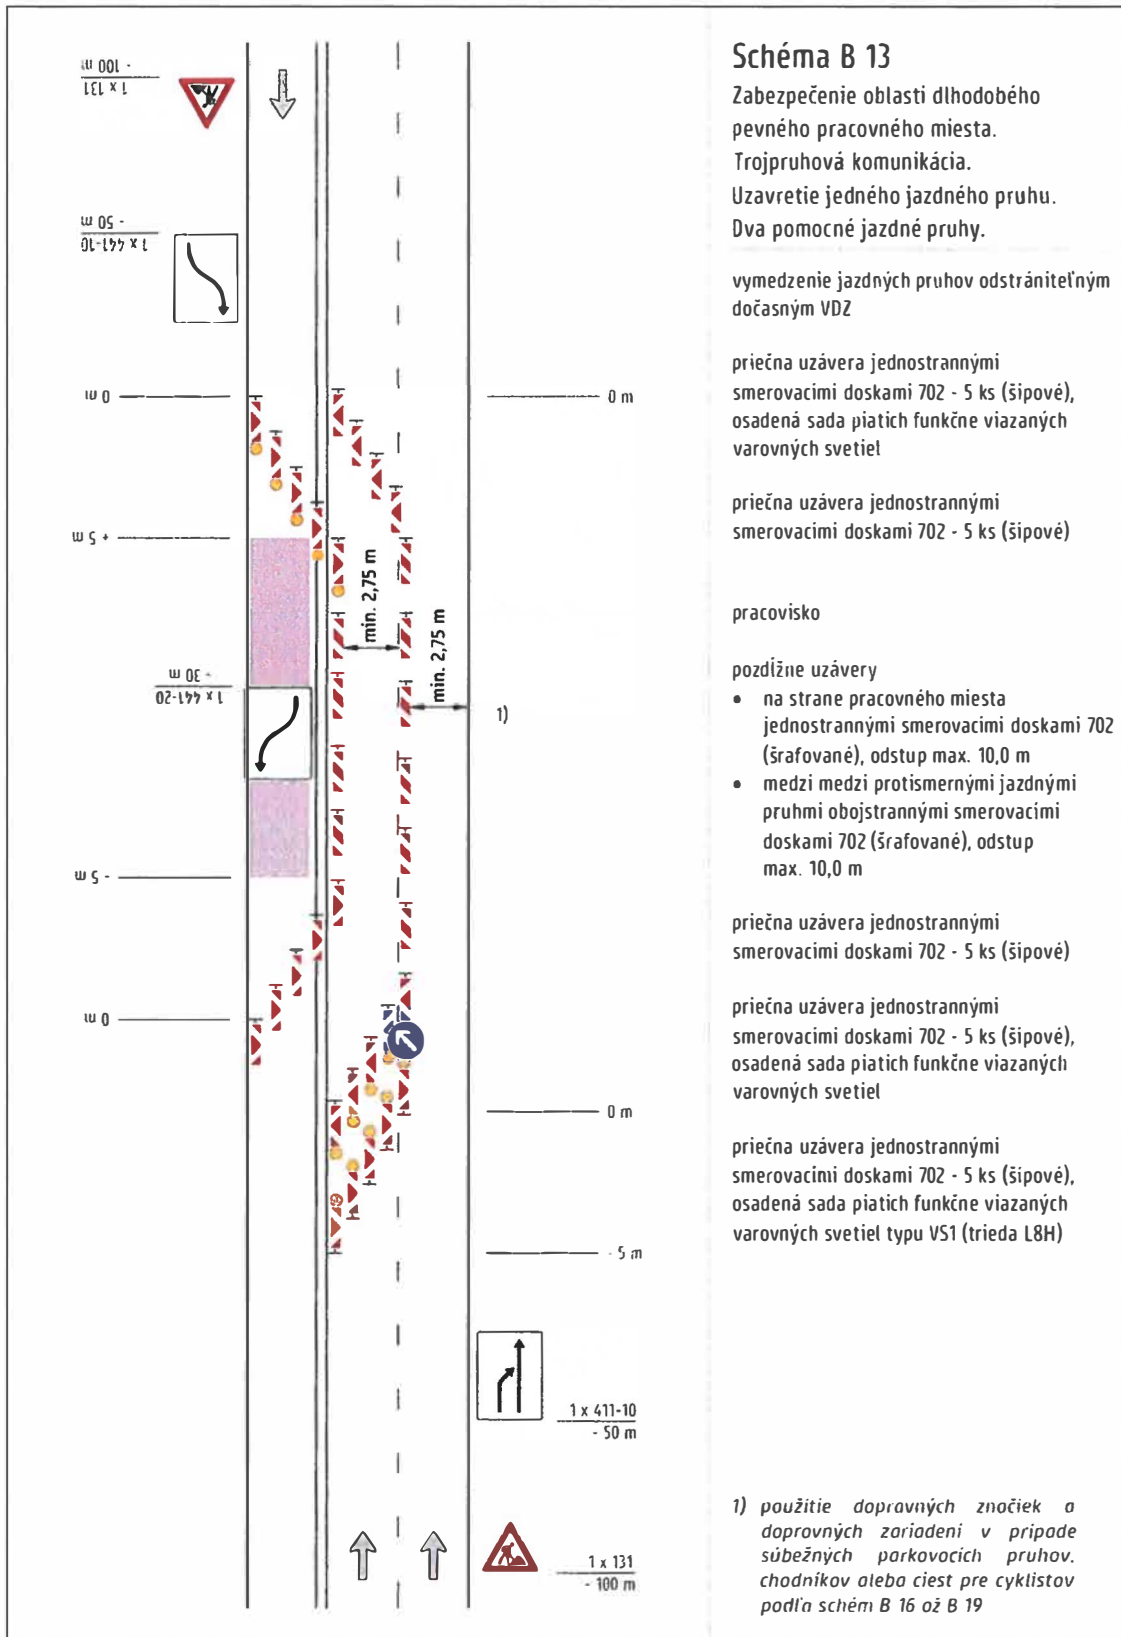 Schéma B 13
Zabezpečenie oblasti dlhodobého
pevného pracovného miesta.
Trojpruhová komunikácia.
Uzavretie jedného jazdného pruhu.
Dva pomocné jazdné pruhy.
vymedzenie jazdných pruhov odstrániteľným
dočasným VDZ
priečna uzávera jednostrannými
smerovacimi doskami 702 - 5 ks (šípové),
osadená sada piatich funkčne viazaných
varovných svetiel
priečna uzávera jednostrannými
smerovacimi doskami 702 - 5 ks (šípové)
pracovisko
pozdĺžne uzávery
• na strane pracovného miesta
jednostrannými smerovacimi doskami 702
(šrafované), odstup max. 10,0 m
• medzi medzi protismernými jazdnými
pruhmi obojstrannými smerovacími
doskami 702 (šrafované), odstup
max. 10,0 m
priečna uzávera jednostrannými
smerovacimi doskami 702 - 5 ks (šípové)
priečna uzávera jednostrannými
smerovacimi doskami 702 - 5 ks (šípové),
osadená sada piatich funkčne viazaných
varovných svetiel
priečna uzávera jednostrannými
smerovacimi doskami 702 - 5 ks (šípové),
osadená sada piatich funkčne viazaných
varovných svetiel typu VS1 (trieda L8H)
1) použitie dopravných značiek a
doprovných zariadení v prípade
súbežných parkovacích pruhov,
chodníkov aleba ciest pre cyklistov
podľa schém B 16 až B 19
1 x 131
- 100 m
1 x 441-10
- 50 m
0 m
0 m
+ 5 m
min. 2,75 m
min. 2,75 m
1 x 441-20
- 30 m
1)
- 5 m
0 m
0 m
- 5 m
1 x 411-10
- 50 m
1 x 131
- 100 m